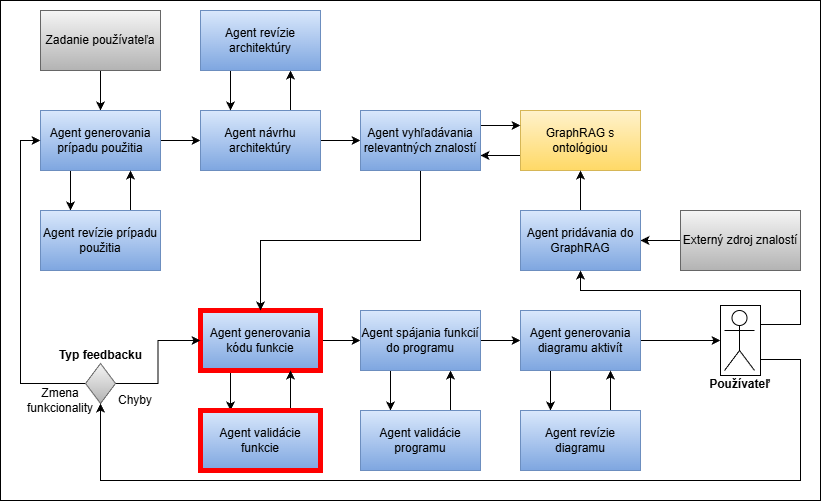 Zadanie používateľa
Agent revízie
architektúry
Agent generovania
prípadu použitia
Agent návrhu
architektúry
Agent vyhľadávania
relevantných znalostí
GraphRAG s
ontológiou
Agent revízie prípadu
použitia
Agent pridávania do
GraphRAG
Externý zdroj znalostí
Agent generovania
kódu funkcie
Agent spájania funkcií
do programu
Agent generovania
diagramu aktivít
Používateľ
Typ feedbacku
Zmena
funkcionality
Chyby
Agent validácie
funkcie
Agent validácie
programu
Agent revízie
diagramu